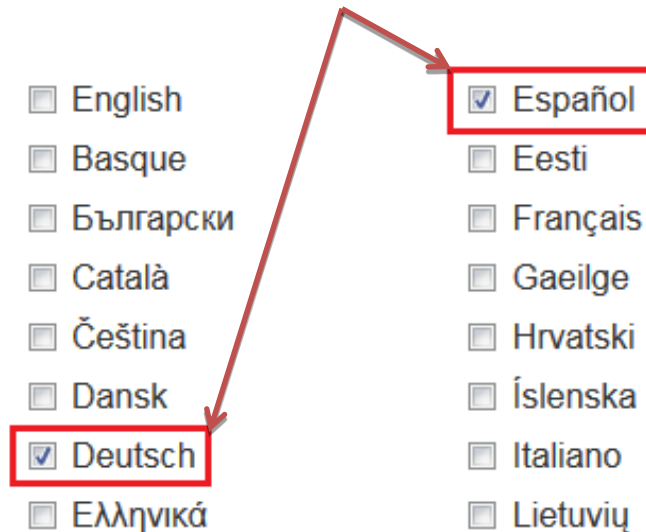 English
Basque
Български
Català
Čeština
Dansk
Deutsch
Ελληνικά
Español
Eesti
Français
Gaeilge
Hrvatski
Íslenska
Italiano
Lietuvių